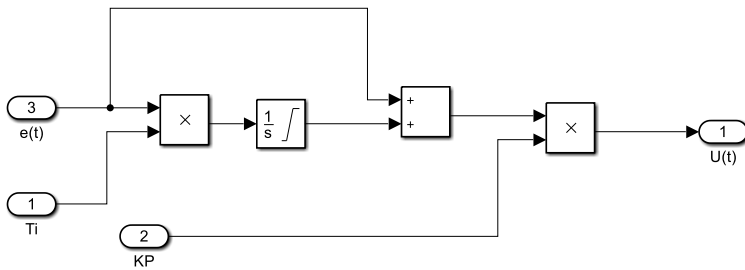 3
e(t)
×
1
s
+
+
×
1
U(t)
1
Ti
2
KP